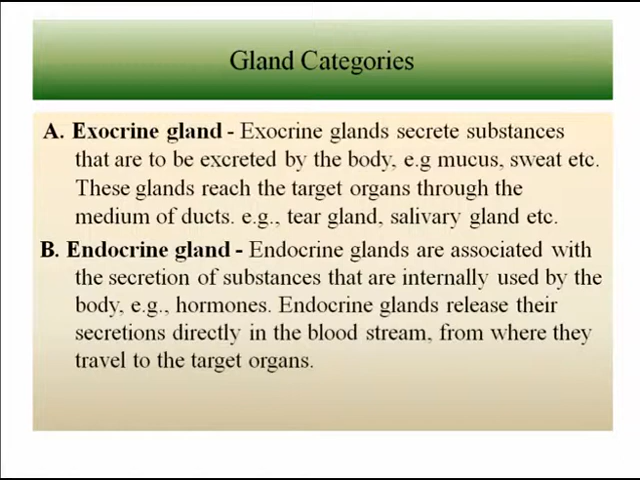 Gland Categories
A. Exocrine gland - Exocrine glands secrete substances
that are to be excreted by the body, e.g mucus, sweat etc.
These glands reach the target organs through the
medium of ducts. e.g., tear gland, salivary gland etc.
B. Endocrine gland - Endocrine glands are associated with
the secretion of substances that are internally used by the
body, e.g., hormones. Endocrine glands release their
secretions directly in the blood stream, from where they
travel to the target organs.